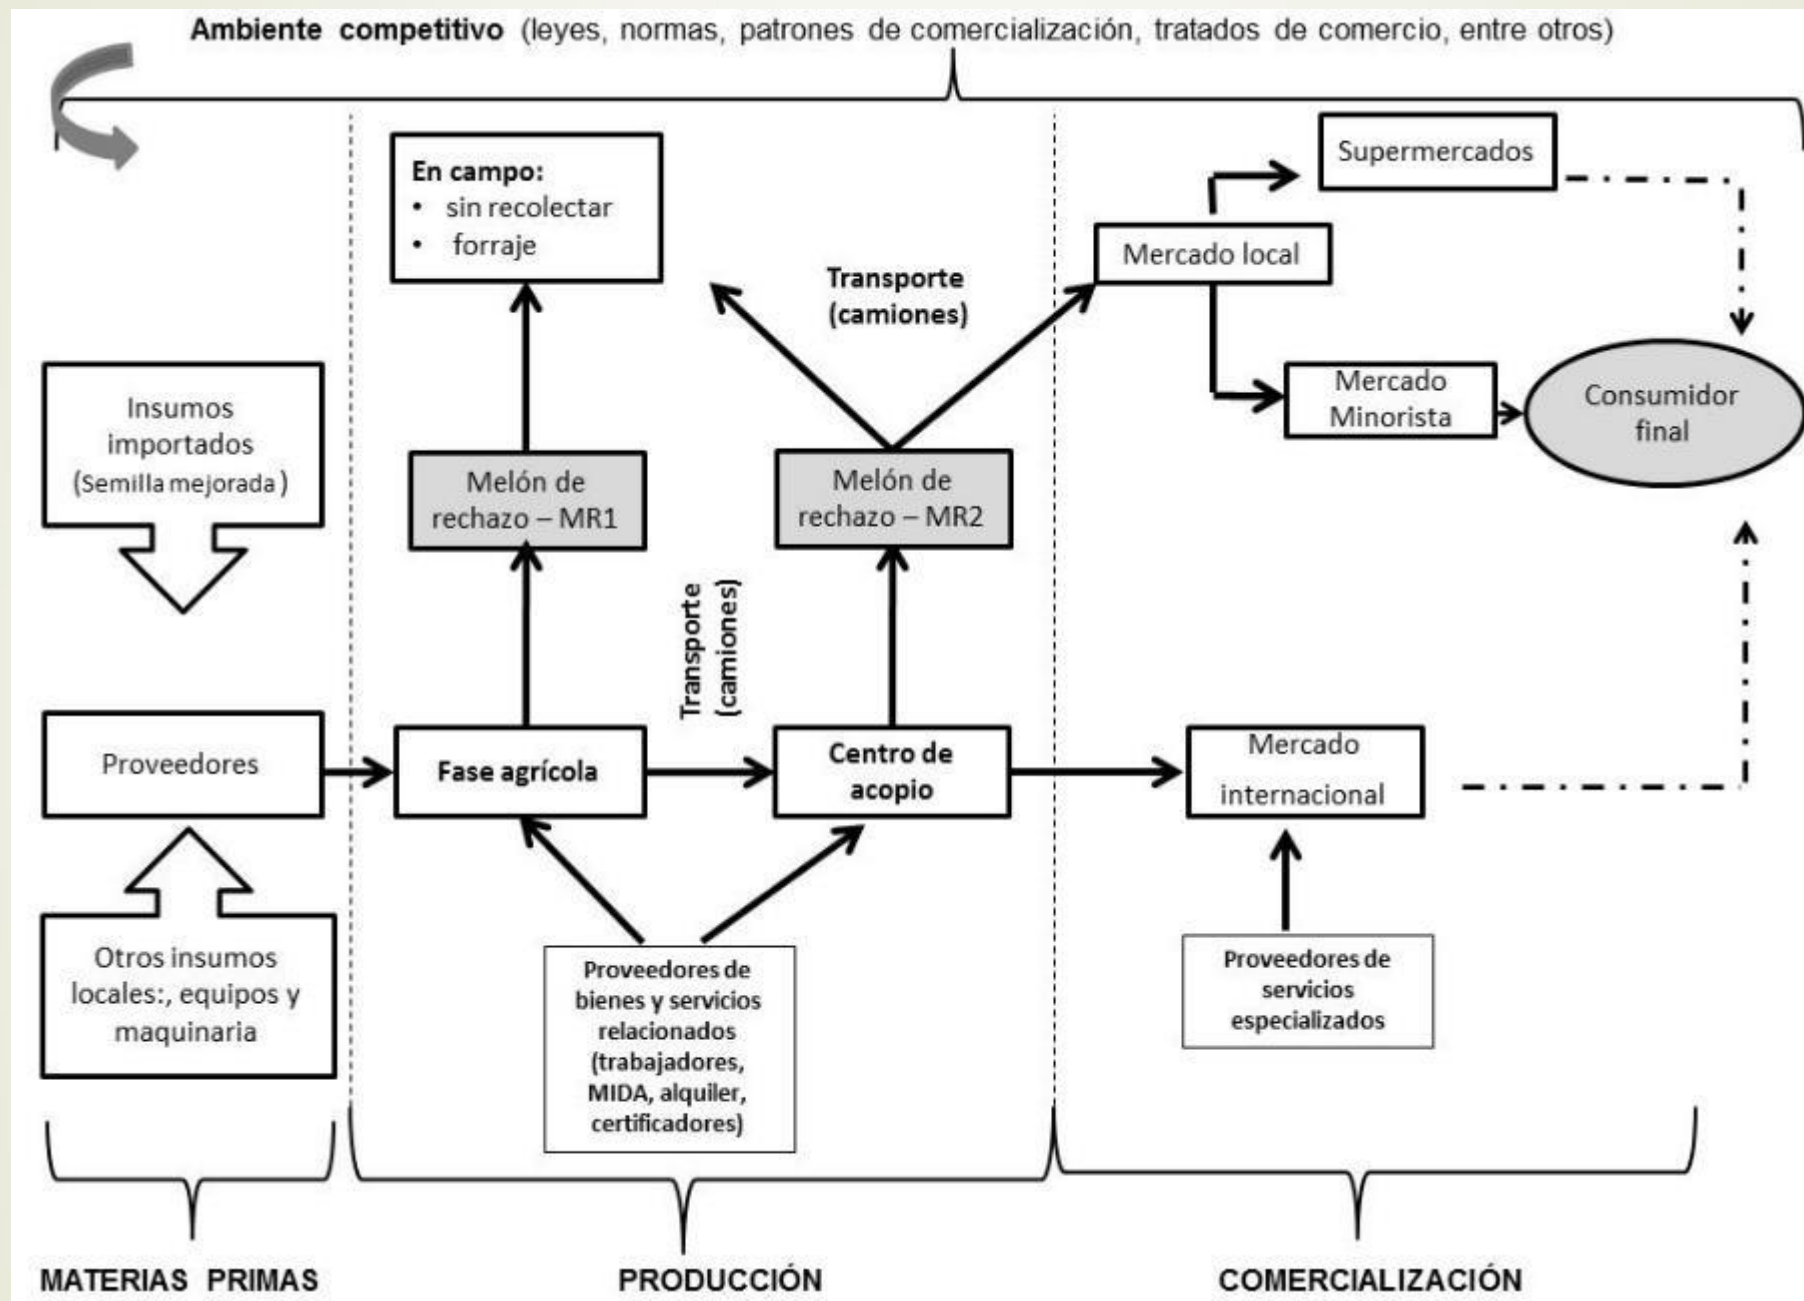 Ambiente competitivo (leyes, normas, patrones de comercialización, tratados de comercio, entre otros)
En campo:
• sin recolectar
• forraje
Supermercados
Mercado local
Transporte
(camiones)
Insumos
importados
(Semilla mejorada )
Mercado
Minorista
Consumidor
final
Melón de
rechazo – MR1
Melón de
rechazo – MR2
Transporte
(camiones)
Proveedores
Fase agrícola
Centro de
acopio
Mercado
internacional
Otros insumos
locales:, equipos y
maquinaria
Proveedores de
bienes y servicios
relacionados
(trabajadores,
MIDA, alquiler,
certificadores)
Proveedores de
servicios
especializados
MATERIAS PRIMAS
PRODUCCIÓN
COMERCIALIZACIÓN